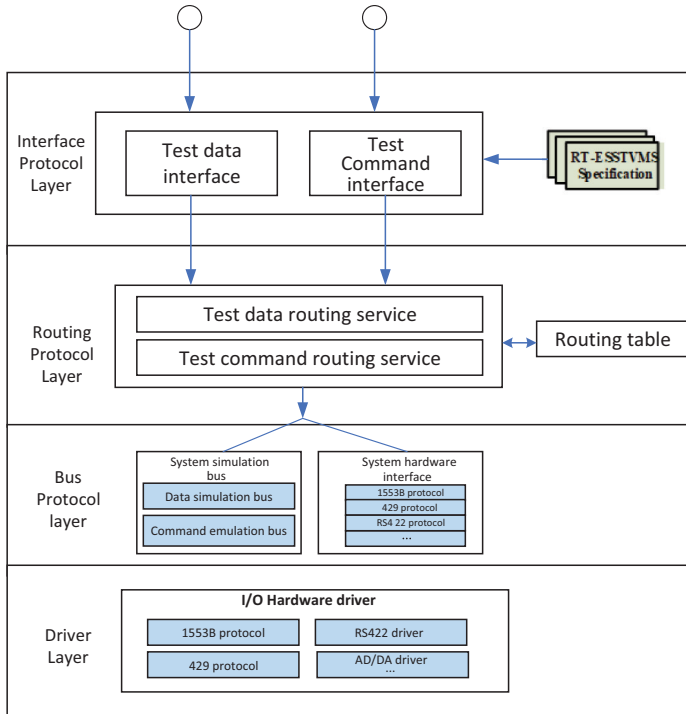 Interface
Protocol
Layer
Test data
interface
Test
Command
interface
RT-ESSTVMS
Specification
Routing
Protocol
Layer
Test data routing service
Test command routing service
Routing table
Bus
Protocol
layer
System simulation
bus
Data simulation bus
Command emulation bus
System hardware
interface
1553B protocol
429 protocol
RS4 22 protocol
...
Driver
Layer
I/O Hardware driver
1553B protocol
RS422 driver
429 protocol
AD/DA driver
...